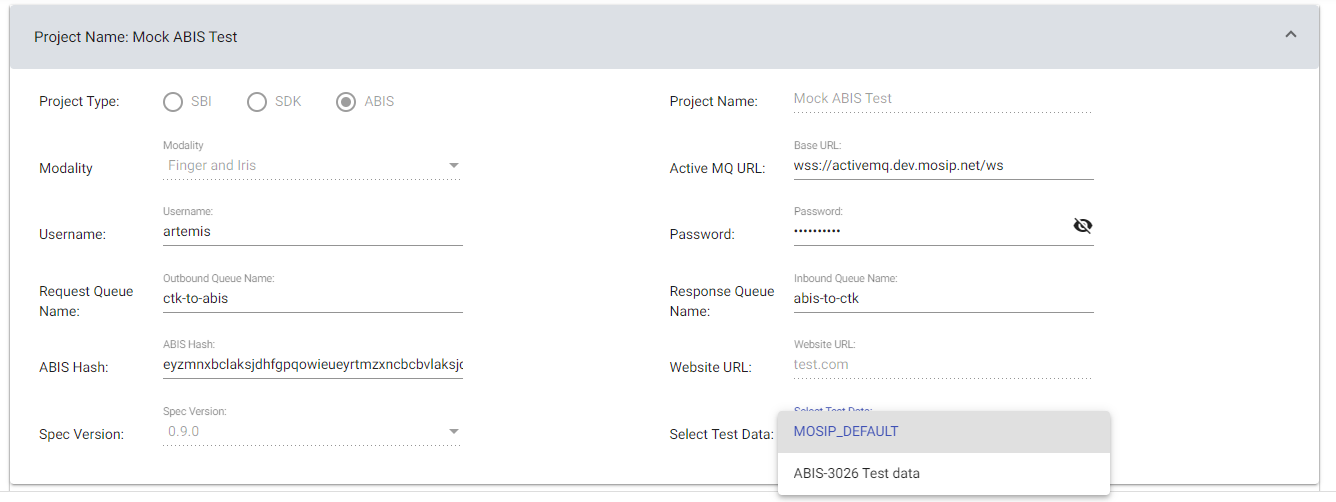 Project Name: Mock ABIS Test
Project Type:
SBI
SDK
ABIS
Project Name:
Mock ABIS Test
Modality
Modality
Finger and Iris
Active MQ URL:
Base URL:
wss://activemq.dev.mosip.net/ws
Username:
Username:
artemis
Password:
Password:
••••••••••
Request Queue
Name:
Outbound Queue Name:
ctk-to-abis
Response Queue
Name:
Inbound Queue Name:
abis-to-ctk
ABIS Hash:
ABIS Hash:
eyzmnxbclaksjdhfgpqowieueyrtmzxncbcbvlaksjc
Website URL:
Website URL:
test.com
Spec Version:
Spec Version:
0.9.0
Select Test Data:
Select Test Data:
MOSIP_DEFAULT
ABIS-3026 Test data